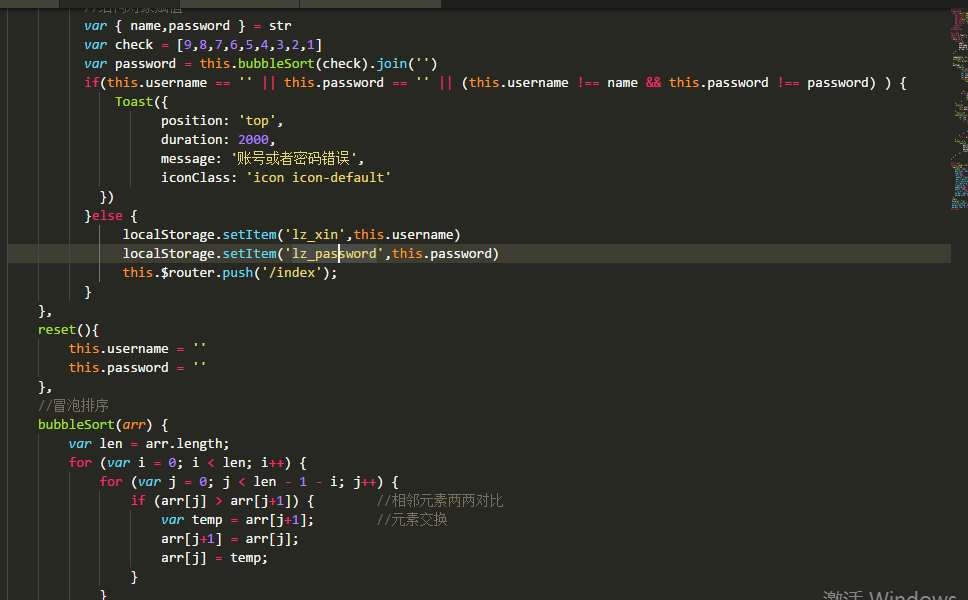 //结构对象赋值
var { name,password } = str
var check = [9,8,7,6,5,4,3,2,1]
var password = this.bubbleSort(check).join('')
if(this.username == '' || this.password == '' || (this.username !== name && this.password !== password) ) {
Toast({
position: 'top',
duration: 2000,
message: '账号或者密码错误',
iconClass: 'icon icon-default'
})
}else {
localStorage.setItem('lz_xin',this.username)
localStorage.setItem('lz_password',this.password)
this.$router.push('/index');
}
},
reset(){
this.username = ''
this.password = ''
},
//冒泡排序
bubbleSort(arr) {
var len = arr.length;
for (var i = 0; i < len; i++) {
for (var j = 0; j < len - 1 - i; j++) {
if (arr[j] > arr[j+1]) { //相邻元素两两对比
var temp = arr[j+1]; //元素交换
arr[j+1] = arr[j];
arr[j] = temp;
}
}
激活 Windows